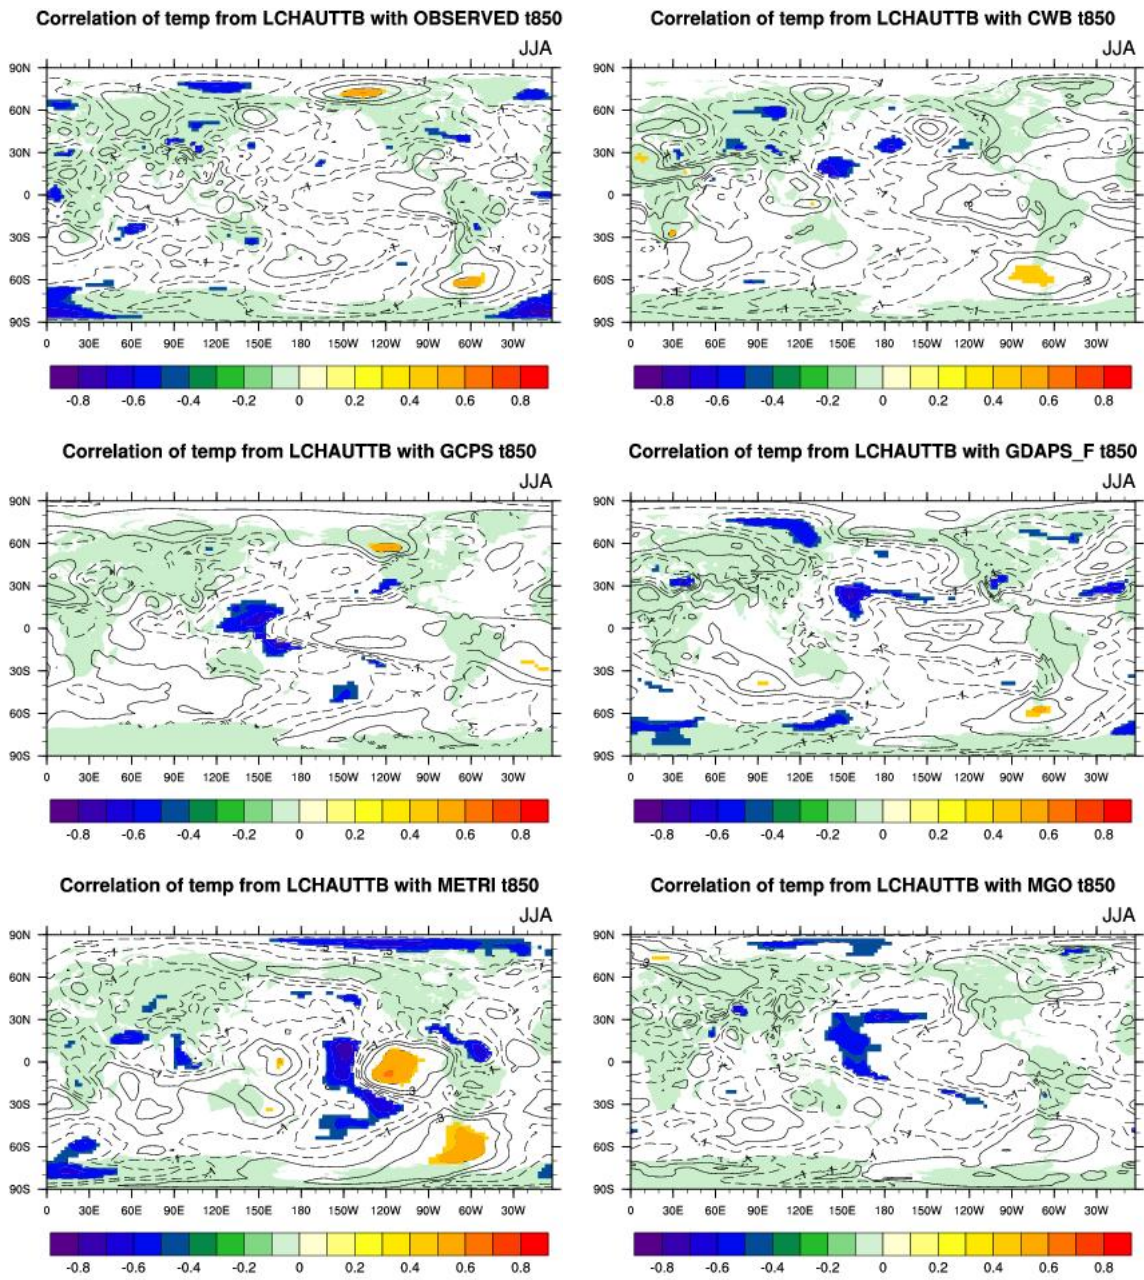 Correlation of temp from LCHAUTTB with OBSERVED t850
JJA
90N
60N
30N
0
30S
60S
90S
0 30E 60E 90E 120E 150E 180 150W 120W 90W 60W 30W
-0.8 -0.6 -0.4 -0.2 0 0.2 0.4 0.6 0.8
Correlation of temp from LCHAUTTB with CWB t850
JJA
90N
60N
30N
0
30S
60S
90S
0 30E 60E 90E 120E 150E 180 150W 120W 90W 60W 30W
-0.8 -0.6 -0.4 -0.2 0 0.2 0.4 0.6 0.8
Correlation of temp from LCHAUTTB with GCPS t850
JJA
90N
60N
30N
0
30S
60S
90S
0 30E 60E 90E 120E 150E 180 150W 120W 90W 60W 30W
-0.8 -0.6 -0.4 -0.2 0 0.2 0.4 0.6 0.8
Correlation of temp from LCHAUTTB with GDAPS_F t850
JJA
90N
60N
30N
0
30S
60S
90S
0 30E 60E 90E 120E 150E 180 150W 120W 90W 60W 30W
-0.8 -0.6 -0.4 -0.2 0 0.2 0.4 0.6 0.8
Correlation of temp from LCHAUTTB with METRI t850
JJA
90N
60N
30N
0
30S
60S
90S
0 30E 60E 90E 120E 150E 180 150W 120W 90W 60W 30W
-0.8 -0.6 -0.4 -0.2 0 0.2 0.4 0.6 0.8
Correlation of temp from LCHAUTTB with MGO t850
JJA
90N
60N
30N
0
30S
60S
90S
0 30E 60E 90E 120E 150E 180 150W 120W 90W 60W 30W
-0.8 -0.6 -0.4 -0.2 0 0.2 0.4 0.6 0.8